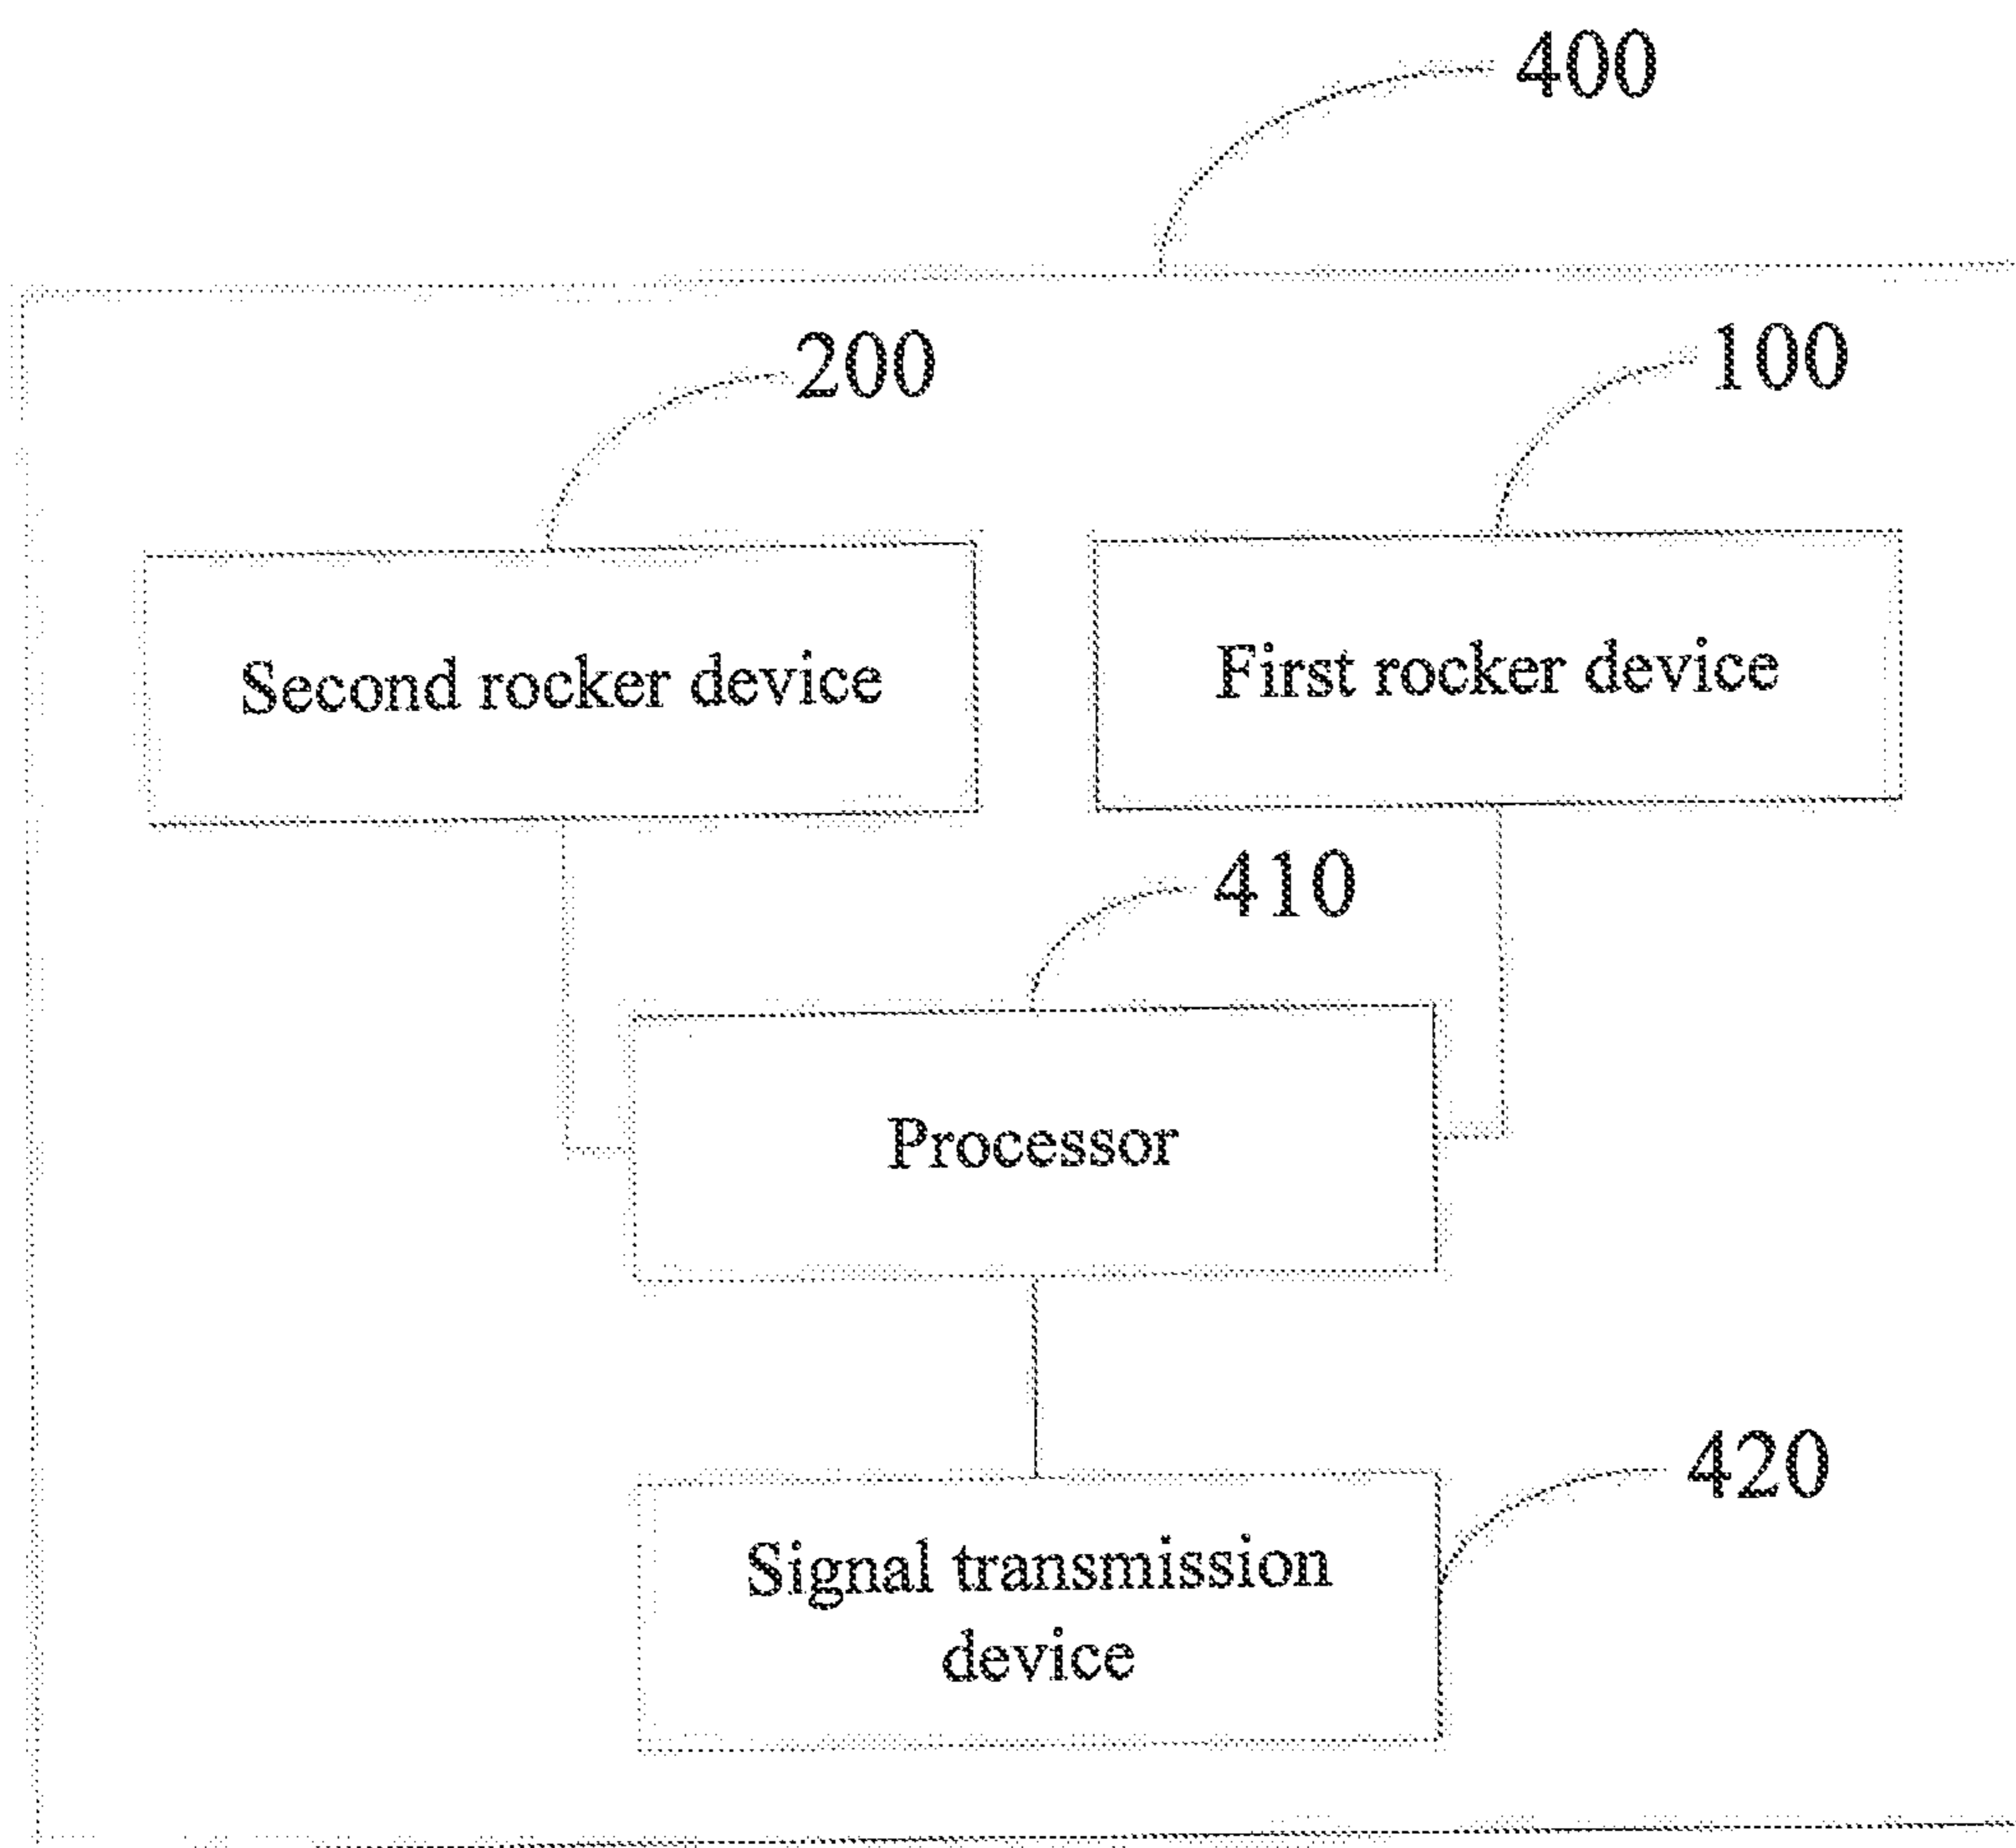 400
200
100
Second rocker device
First rocker device
410
Processor
420
Signal transmission
device